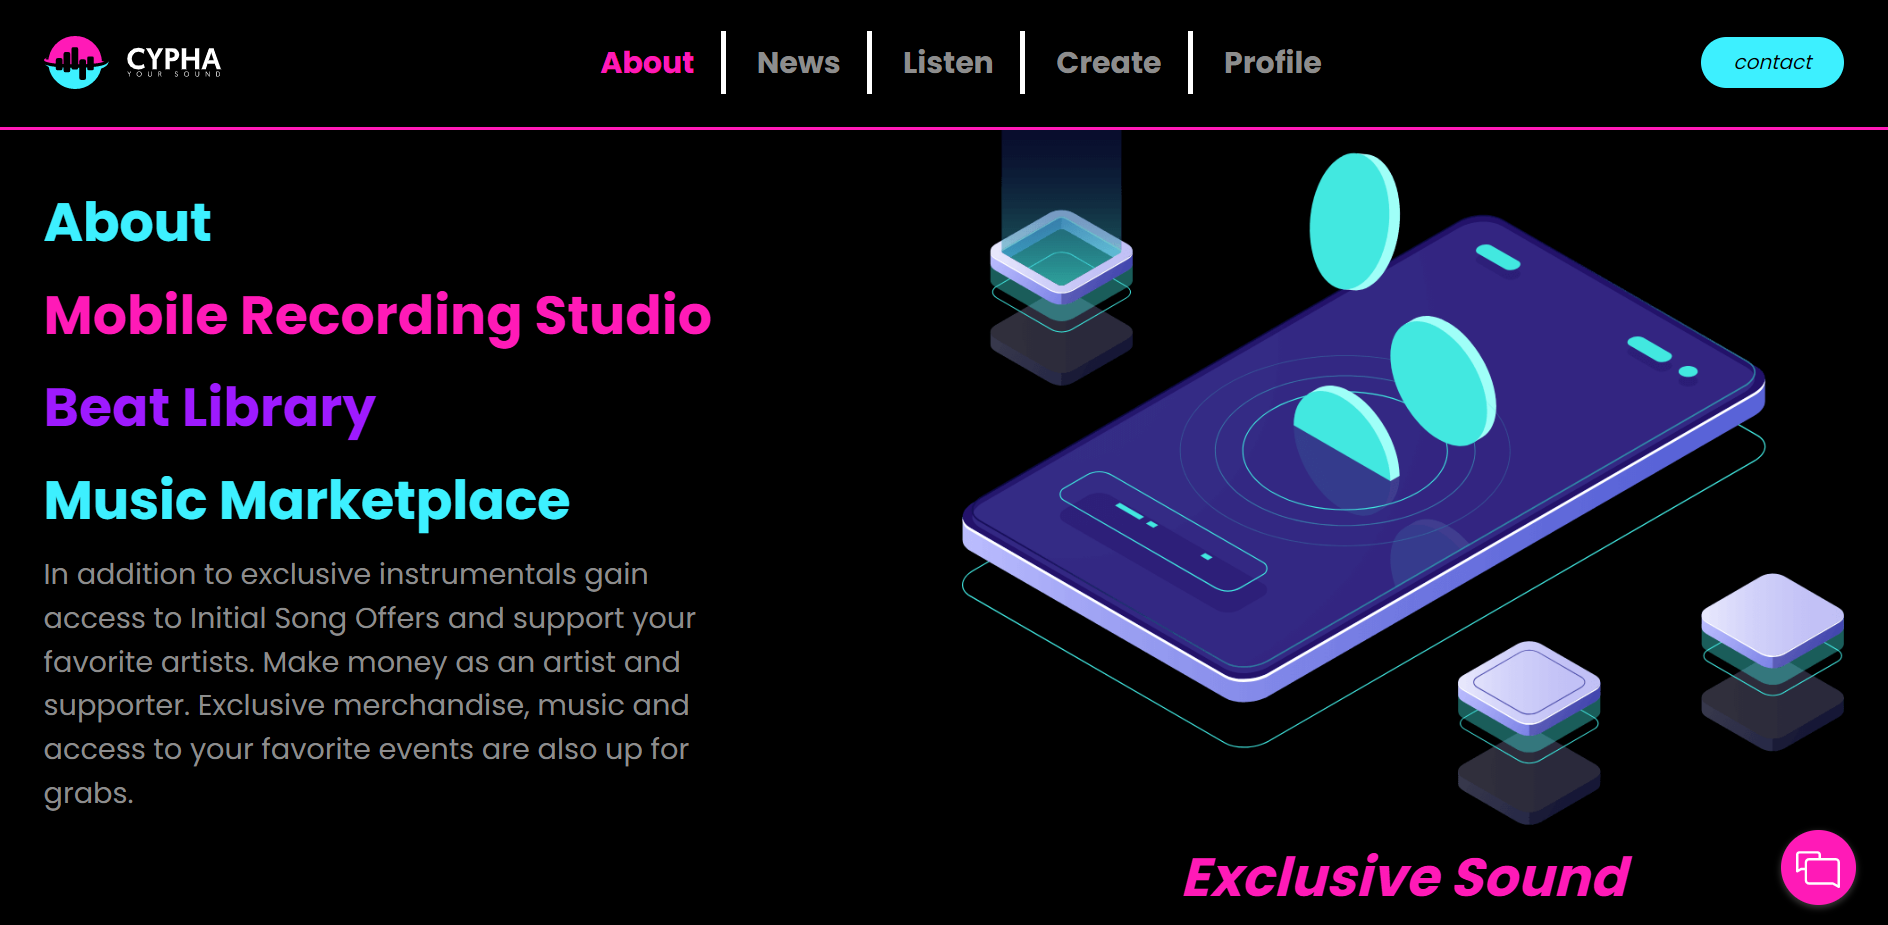 CYPHA
YOUR SOUND
About
News
Listen
Create
Profile
contact
About
Mobile Recording Studio
Beat Library
Music Marketplace
In addition to exclusive instrumentals gain
access to Initial Song Offers and support your
favorite artists. Make money as an artist and
supporter. Exclusive merchandise, music and
access to your favorite events are also up for
grabs.
Exclusive Sound